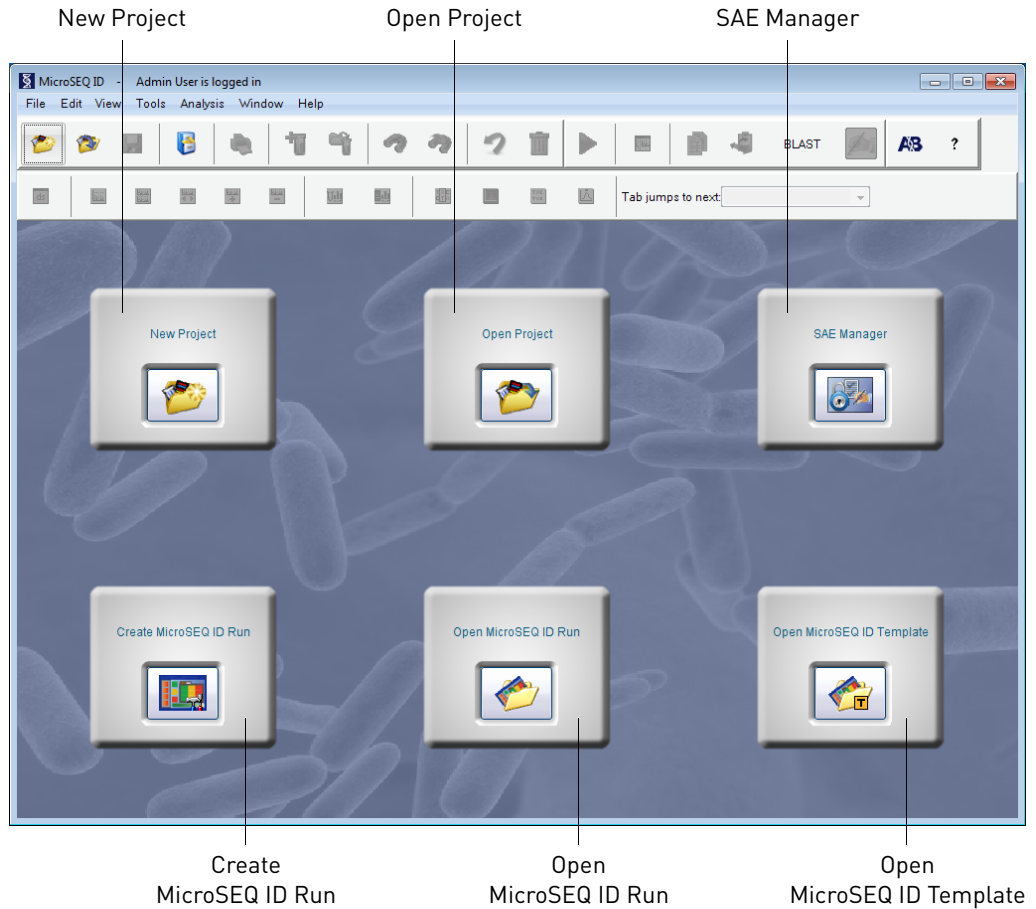 New Project Open Project SAE Manager
MicroSEQ ID - Admin User is logged in
File Edit View Tools Analysis Window Help
BLAST AB ?
Tab jumps to next:
New Project Open Project SAE Manager
Create MicroSEQ ID Run Open MicroSEQ ID Run Open MicroSEQ ID Template
T
Create Open Open
MicroSEQ ID Run MicroSEQ ID Run MicroSEQ ID Template